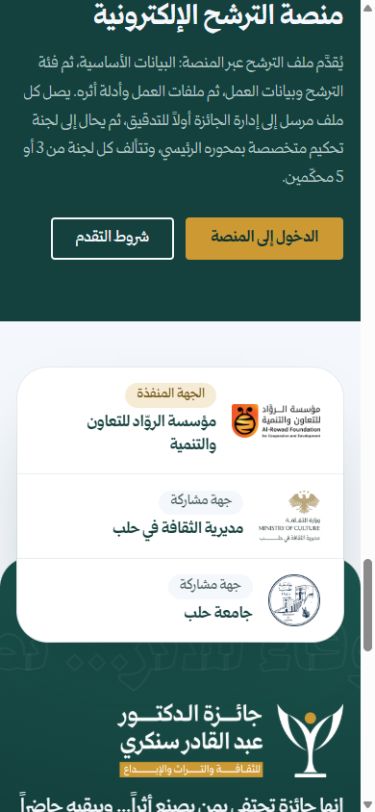 منصة الترشح الإلكترونية
يُقدَّم ملف الترشح عبر المنصة: البيانات الأساسية، ثم فئة
الترشح وبيانات العمل، ثم ملفات العمل وأدلة أثره. يصل كل
ملف مرسل إلى إدارة الجائزة أولاً للتدقيق، ثم يحال إلى لجنة
تحكيم متخصصة بمحوره الرئيسي، وتتألف كل لجنة من 3 أو
5 محكّمين.
الدخول إلى المنصة
شروط التقدم
الجهة المنفذة
مؤسسة الروّاد للتعاون
والتنمية
مؤسسة الــروّاد
للتعاون والتنمية
Al-Rowad Foundation
for Cooperation and Development
جهة مشاركة
مديرية الثقافة في حلب
وزارة الثقافة
MINISTRY OF CULTURE
مديرية الثقافة في حلب
جهة مشاركة
جامعة حلب
جائزة الدكتور
عبد القادر سنكري
للثقافة والتراث والإبداع
إنها جائزة تحتفي بمن يصنع أثراً... ويبقيه حاضراً